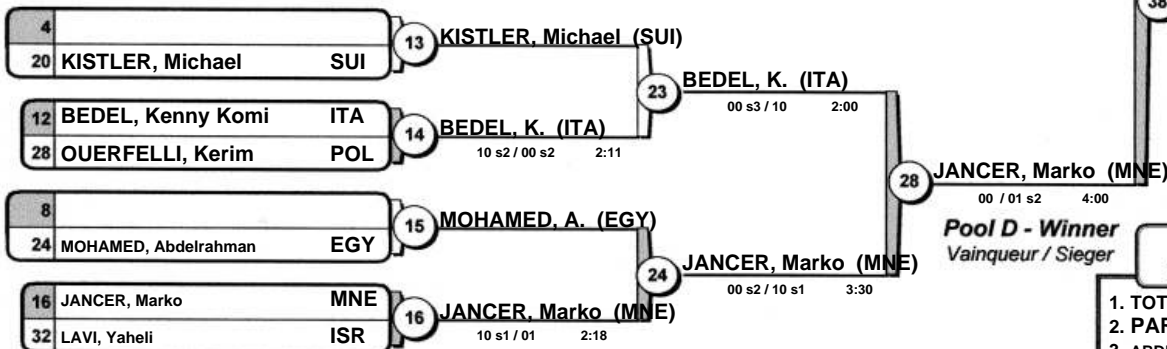 38
4
20 KISTLER, Michael SUI
13 KISTLER, Michael (SUI)
23 BEDEL, K. (ITA)
00 s3 / 10 2:00
12 BEDEL, Kenny Komi ITA
28 OUERFELLI, Kerim POL
14 BEDEL, K. (ITA)
10 s2 / 00 s2 2:11
28 JANCER, Marko (MNE)
00 / 01 s2 4:00
8
24 MOHAMED, Abdelrahman EGY
15 MOHAMED, A. (EGY)
Pool D - Winner
Vainqueur / Sieger
24 JANCER, Marko (MNE)
00 s2 / 10 s1 3:30
16 JANCER, Marko MNE
32 LAVI, Yaheli ISR
16 JANCER, Marko (MNE)
10 s1 / 01 2:18
1. TOT
2. PAR